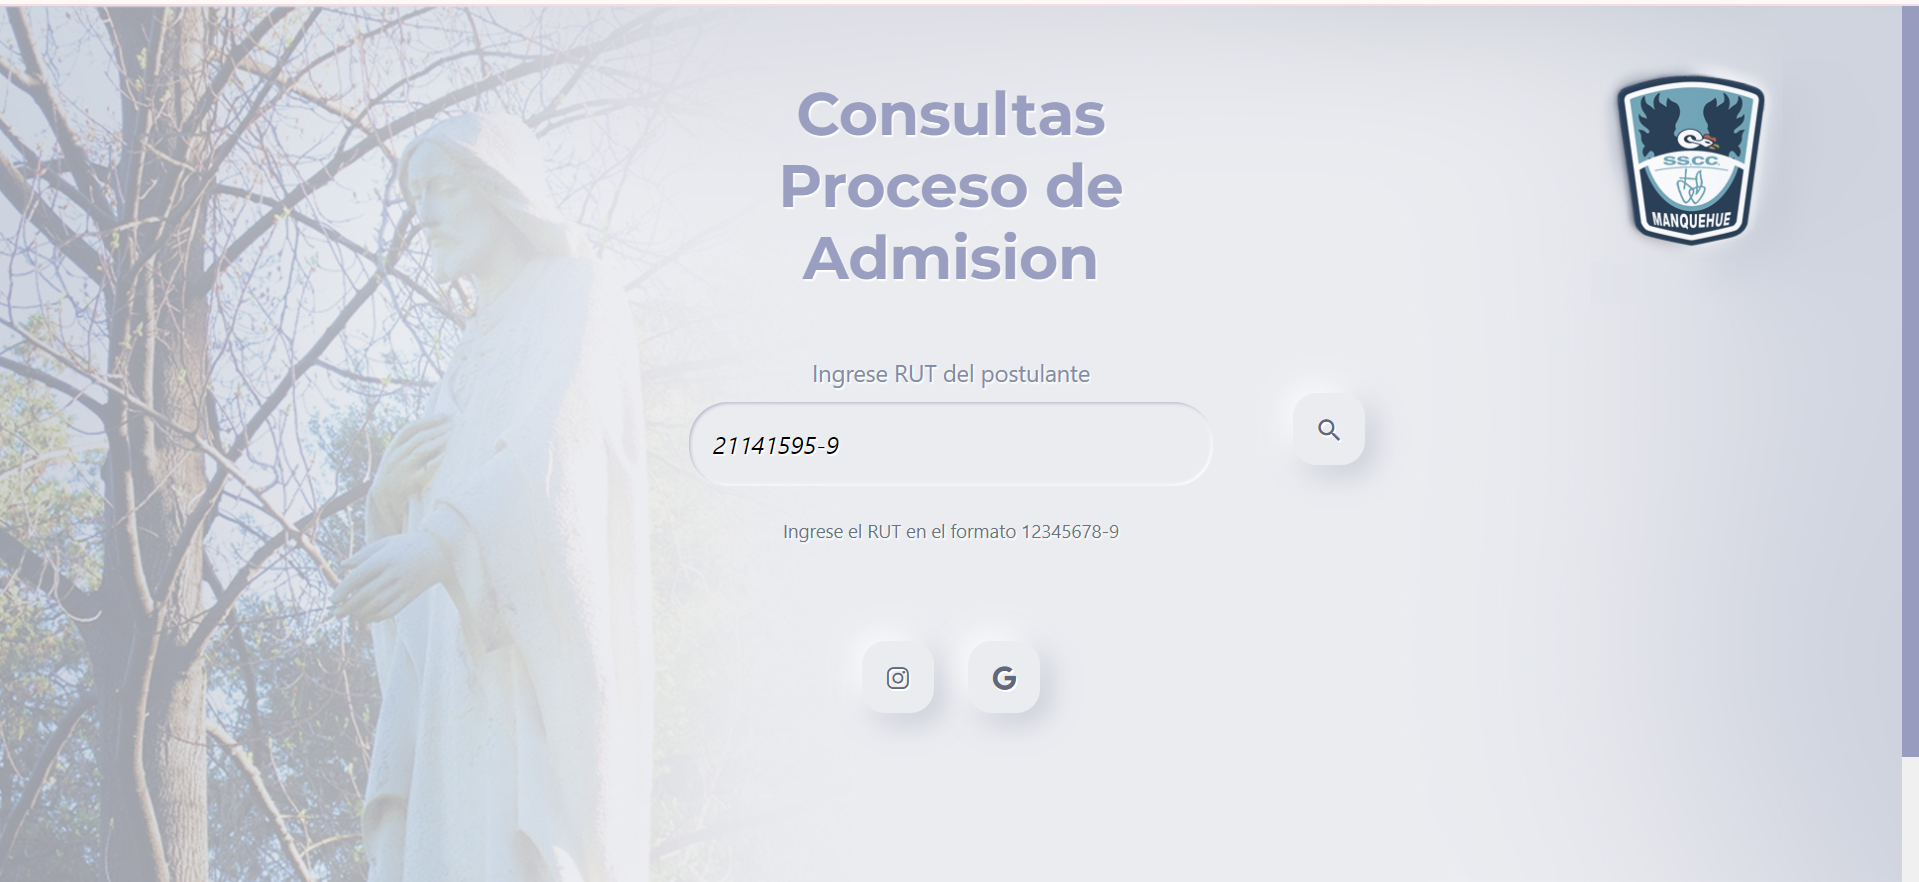 Consultas
Proceso de
Admision
SS.CC.
MANQUEHUE
Ingrese RUT del postulante
21141595-9
Ingrese el RUT en el formato 12345678-9